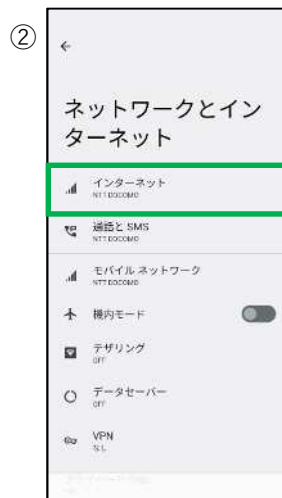 ②
←
ネットワークとイン
ターネット
インターネット
NTT DOCOMO
通話と SMS
NTT DOCOMO
モバイル ネットワーク
NTT DOCOMO
機内モード
テザリング
OFF
データセーバー
OFF
VPN
なし